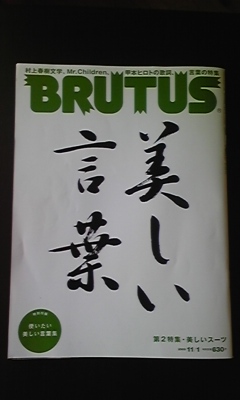 村上春樹文学、Mr.Children、甲本ヒロトの歌詞、言葉の特集
BRUTUS
美しい
言葉
使いたい
美しい言葉集
第2特集・美しいスーツ
11/1
630